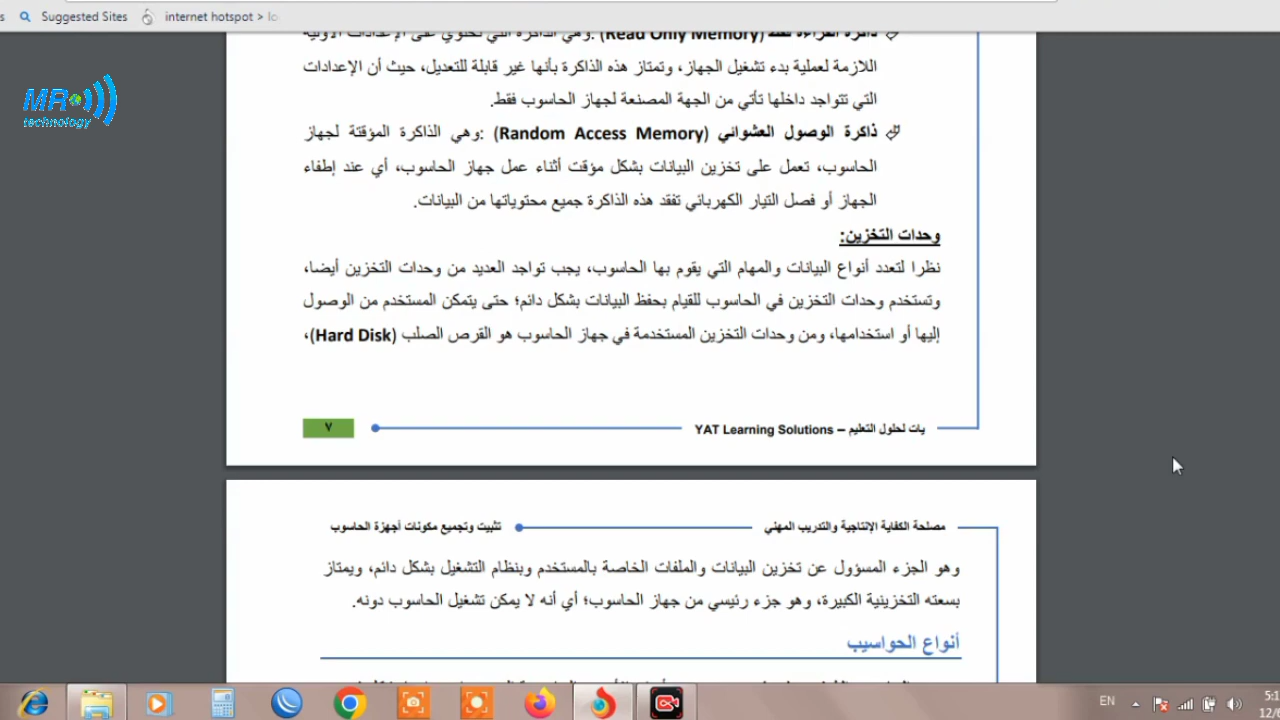 Suggested Sites internet hotspot > lo
MR technology
ذاكرة القراءة فقط (Read Only Memory) :وهي الذاكرة التي تحتوي على الإعدادات الأولية
اللازمة لعملية بدء تشغيل الجهاز، وتمتاز هذه الذاكرة بأنها غير قابلة للتعديل، حيث أن الإعدادات
التي تتواجد داخلها تأتي من الجهة المصنعة لجهاز الحاسوب فقط.
ذاكرة الوصول العشوائي (Random Access Memory) :وهي الذاكرة المؤقتة لجهاز
الحاسوب، تعمل على تخزين البيانات بشكل مؤقت أثناء عمل جهاز الحاسوب، أي عند إطفاء
الجهاز أو فصل التيار الكهربائي تفقد هذه الذاكرة جميع محتوياتها من البيانات.
وحدات التخزين:
نظرا لتعدد أنواع البيانات والمهام التي يقوم بها الحاسوب، يجب تواجد العديد من وحدات التخزين أيضا،
وتستخدم وحدات التخزين في الحاسوب للقيام بحفظ البيانات بشكل دائم؛ حتى يتمكن المستخدم من الوصول
إليها أو استخدامها، ومن وحدات التخزين المستخدمة في جهاز الحاسوب هو القرص الصلب (Hard Disk)،
يات لحلول التعليم – YAT Learning Solutions ٧
مصلحة الكفاية الإنتاجية والتدريب المهني تثبيت وتجميع مكونات أجهزة الحاسوب
وهو الجزء المسؤول عن تخزين البيانات والملفات الخاصة بالمستخدم وبنظام التشغيل بشكل دائم، ويمتاز
بسعته التخزينية الكبيرة، وهو جزء رئيسي من جهاز الحاسوب؛ أي أنه لا يمكن تشغيل الحاسوب دونه.
أنواع الحواسيب
EN 5:1
12/